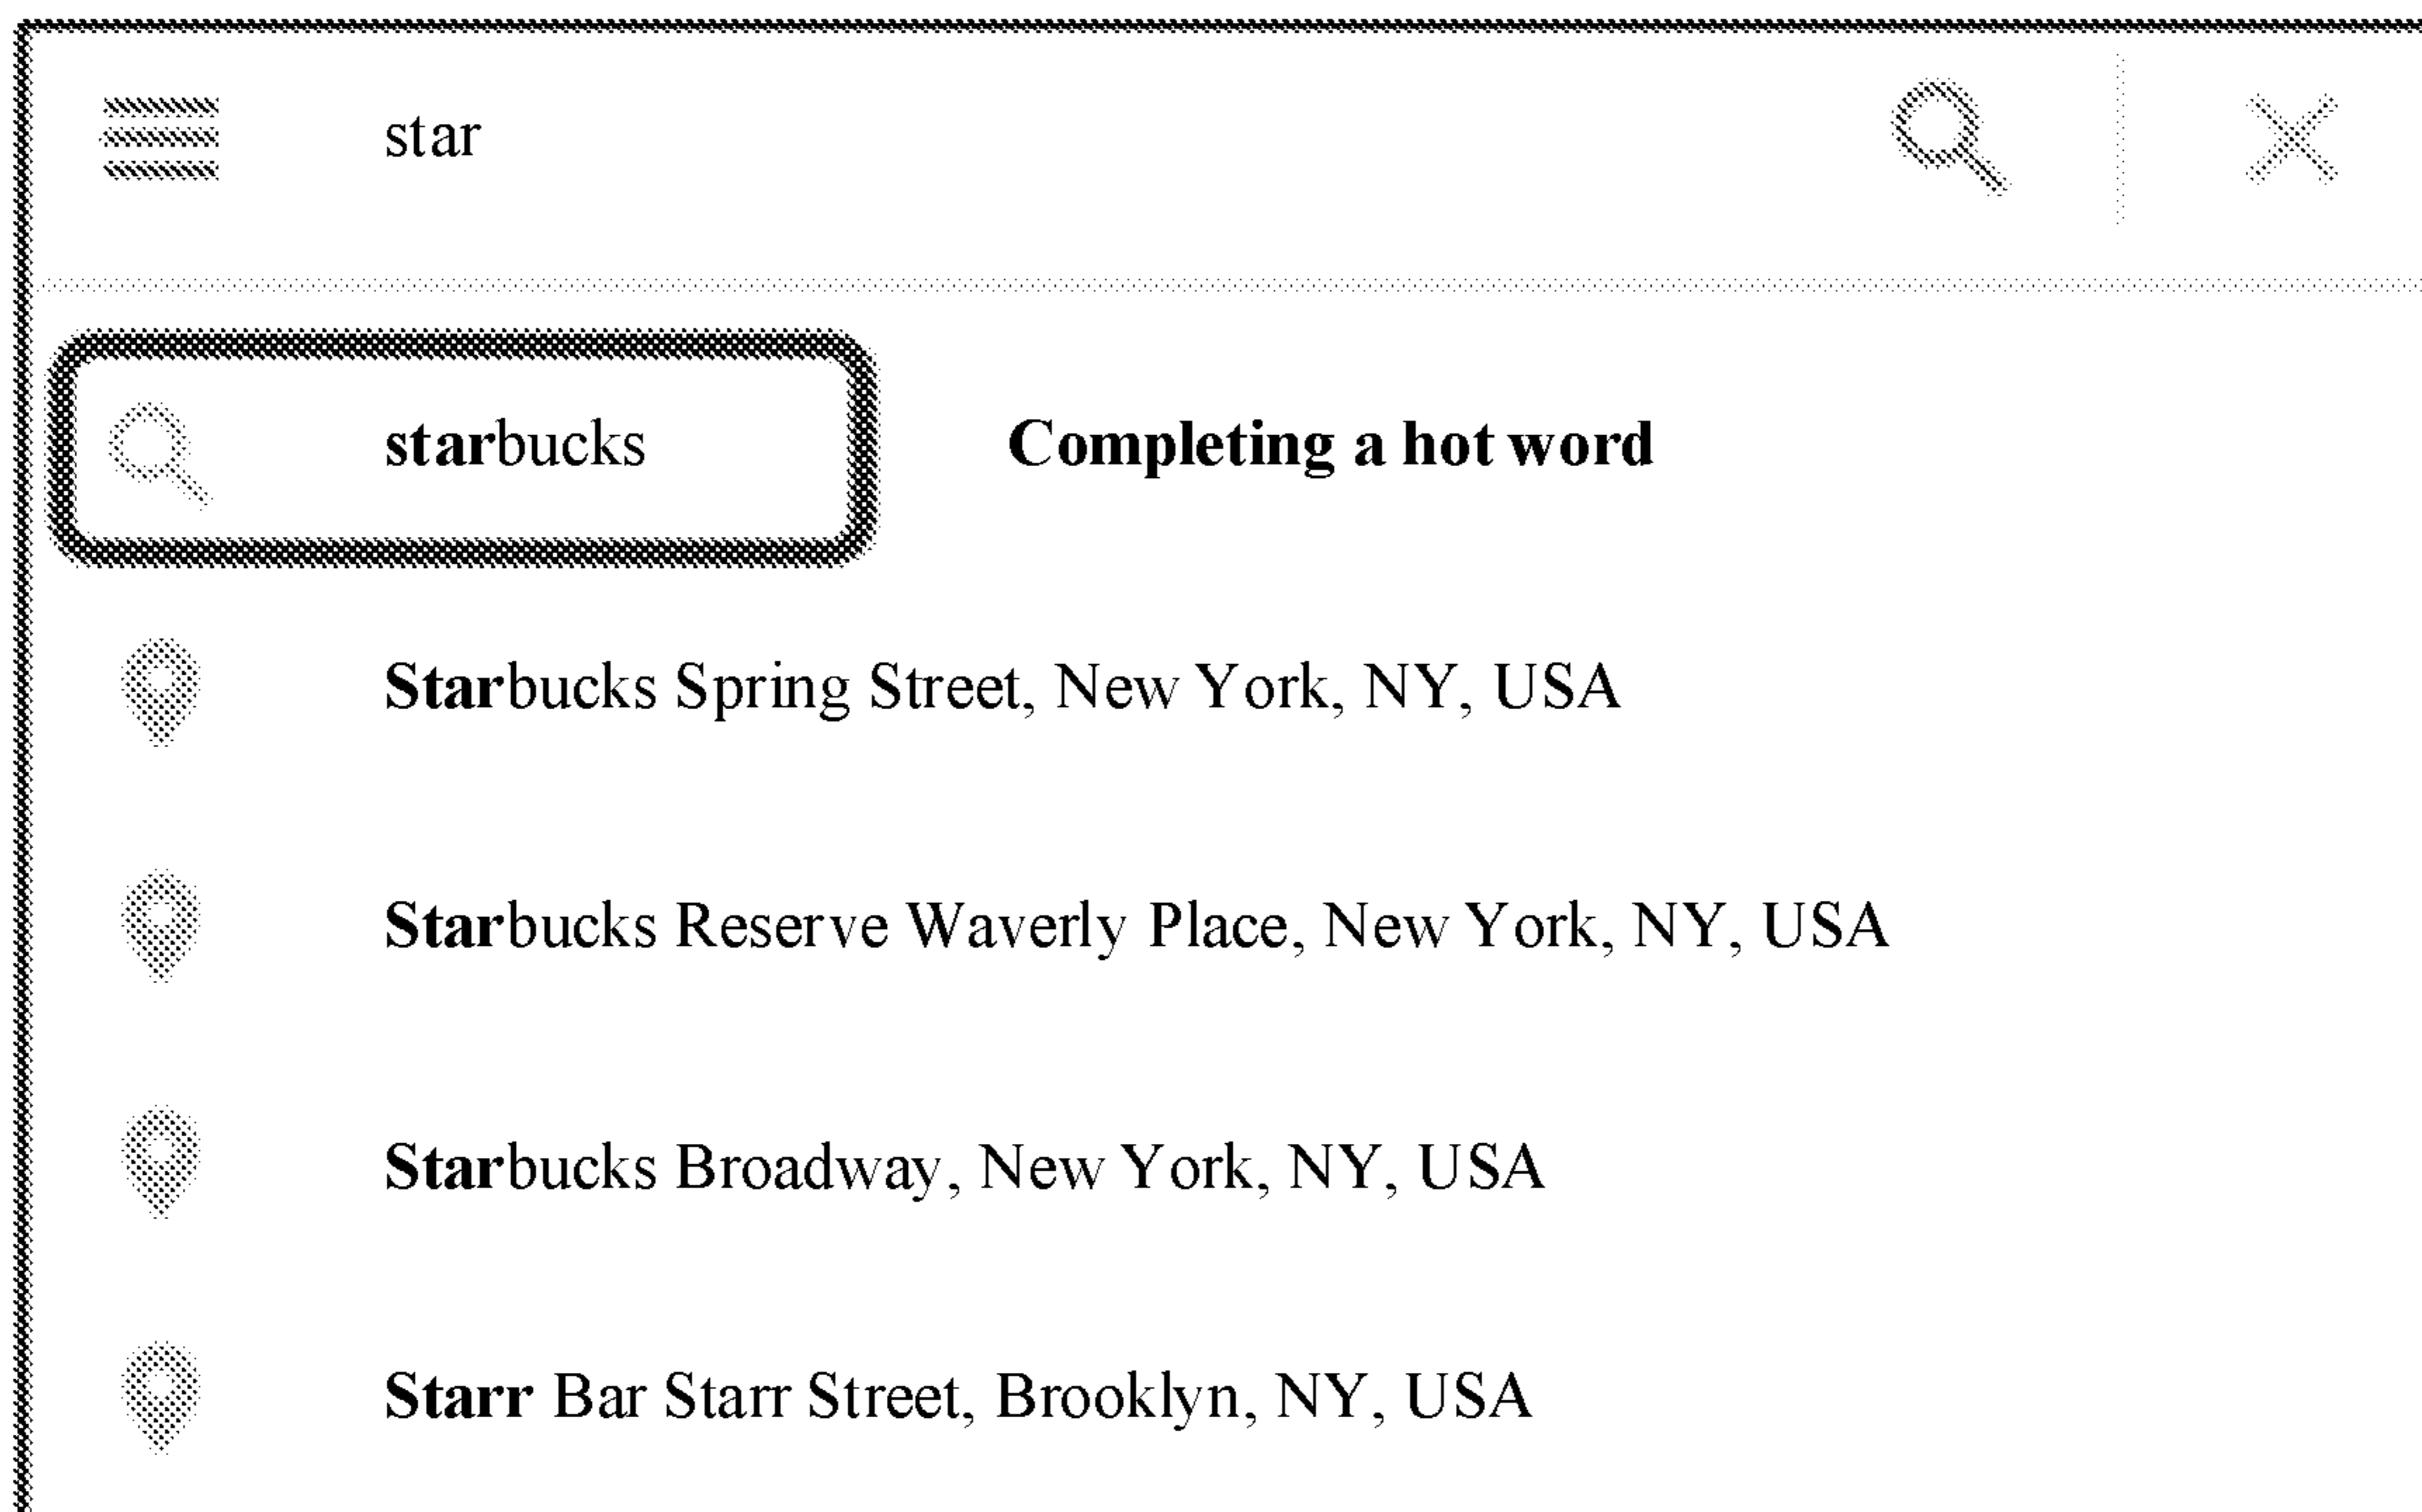 star
starbucks Completing a hot word
Starbucks Spring Street, New York, NY, USA
Starbucks Reserve Waverly Place, New York, NY, USA
Starbucks Broadway, New York, NY, USA
Starr Bar Starr Street, Brooklyn, NY, USA